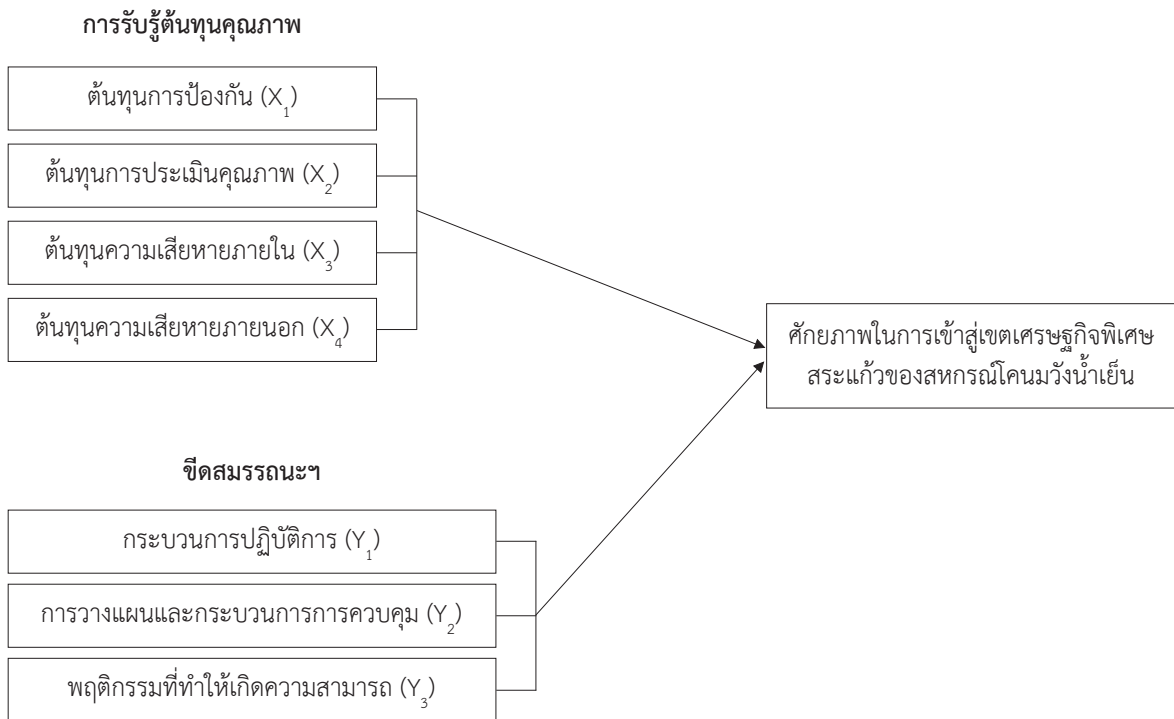 การรับรู้ต้นทุนคุณภาพ
ต้นทุนการป้องกัน (X₁)
ต้นทุนการประเมินคุณภาพ (X₂)
ต้นทุนความเสียหายภายใน (X₃)
ต้นทุนความเสียหายภายนอก (X₄)
ศักยภาพในการเข้าสู่เขตเศรษฐกิจพิเศษ
สระแก้วของสหกรณ์โคนมวังน้ำเย็น
ขีดสมรรถนะฯ
กระบวนการปฏิบัติการ (Y₁)
การวางแผนและกระบวนการการควบคุม (Y₂)
พฤติกรรมที่ทำให้เกิดความสามารถ (Y₃)